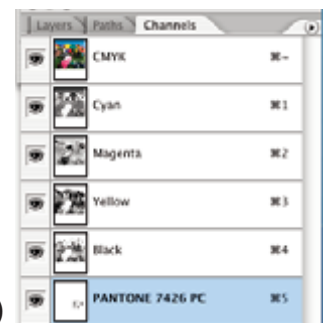 Layers Paths Channels
CMYK ⌘~
Cyan ⌘1
Magenta ⌘2
Yellow ⌘3
Black ⌘4
PANTONE 7426 PC ⌘5
)